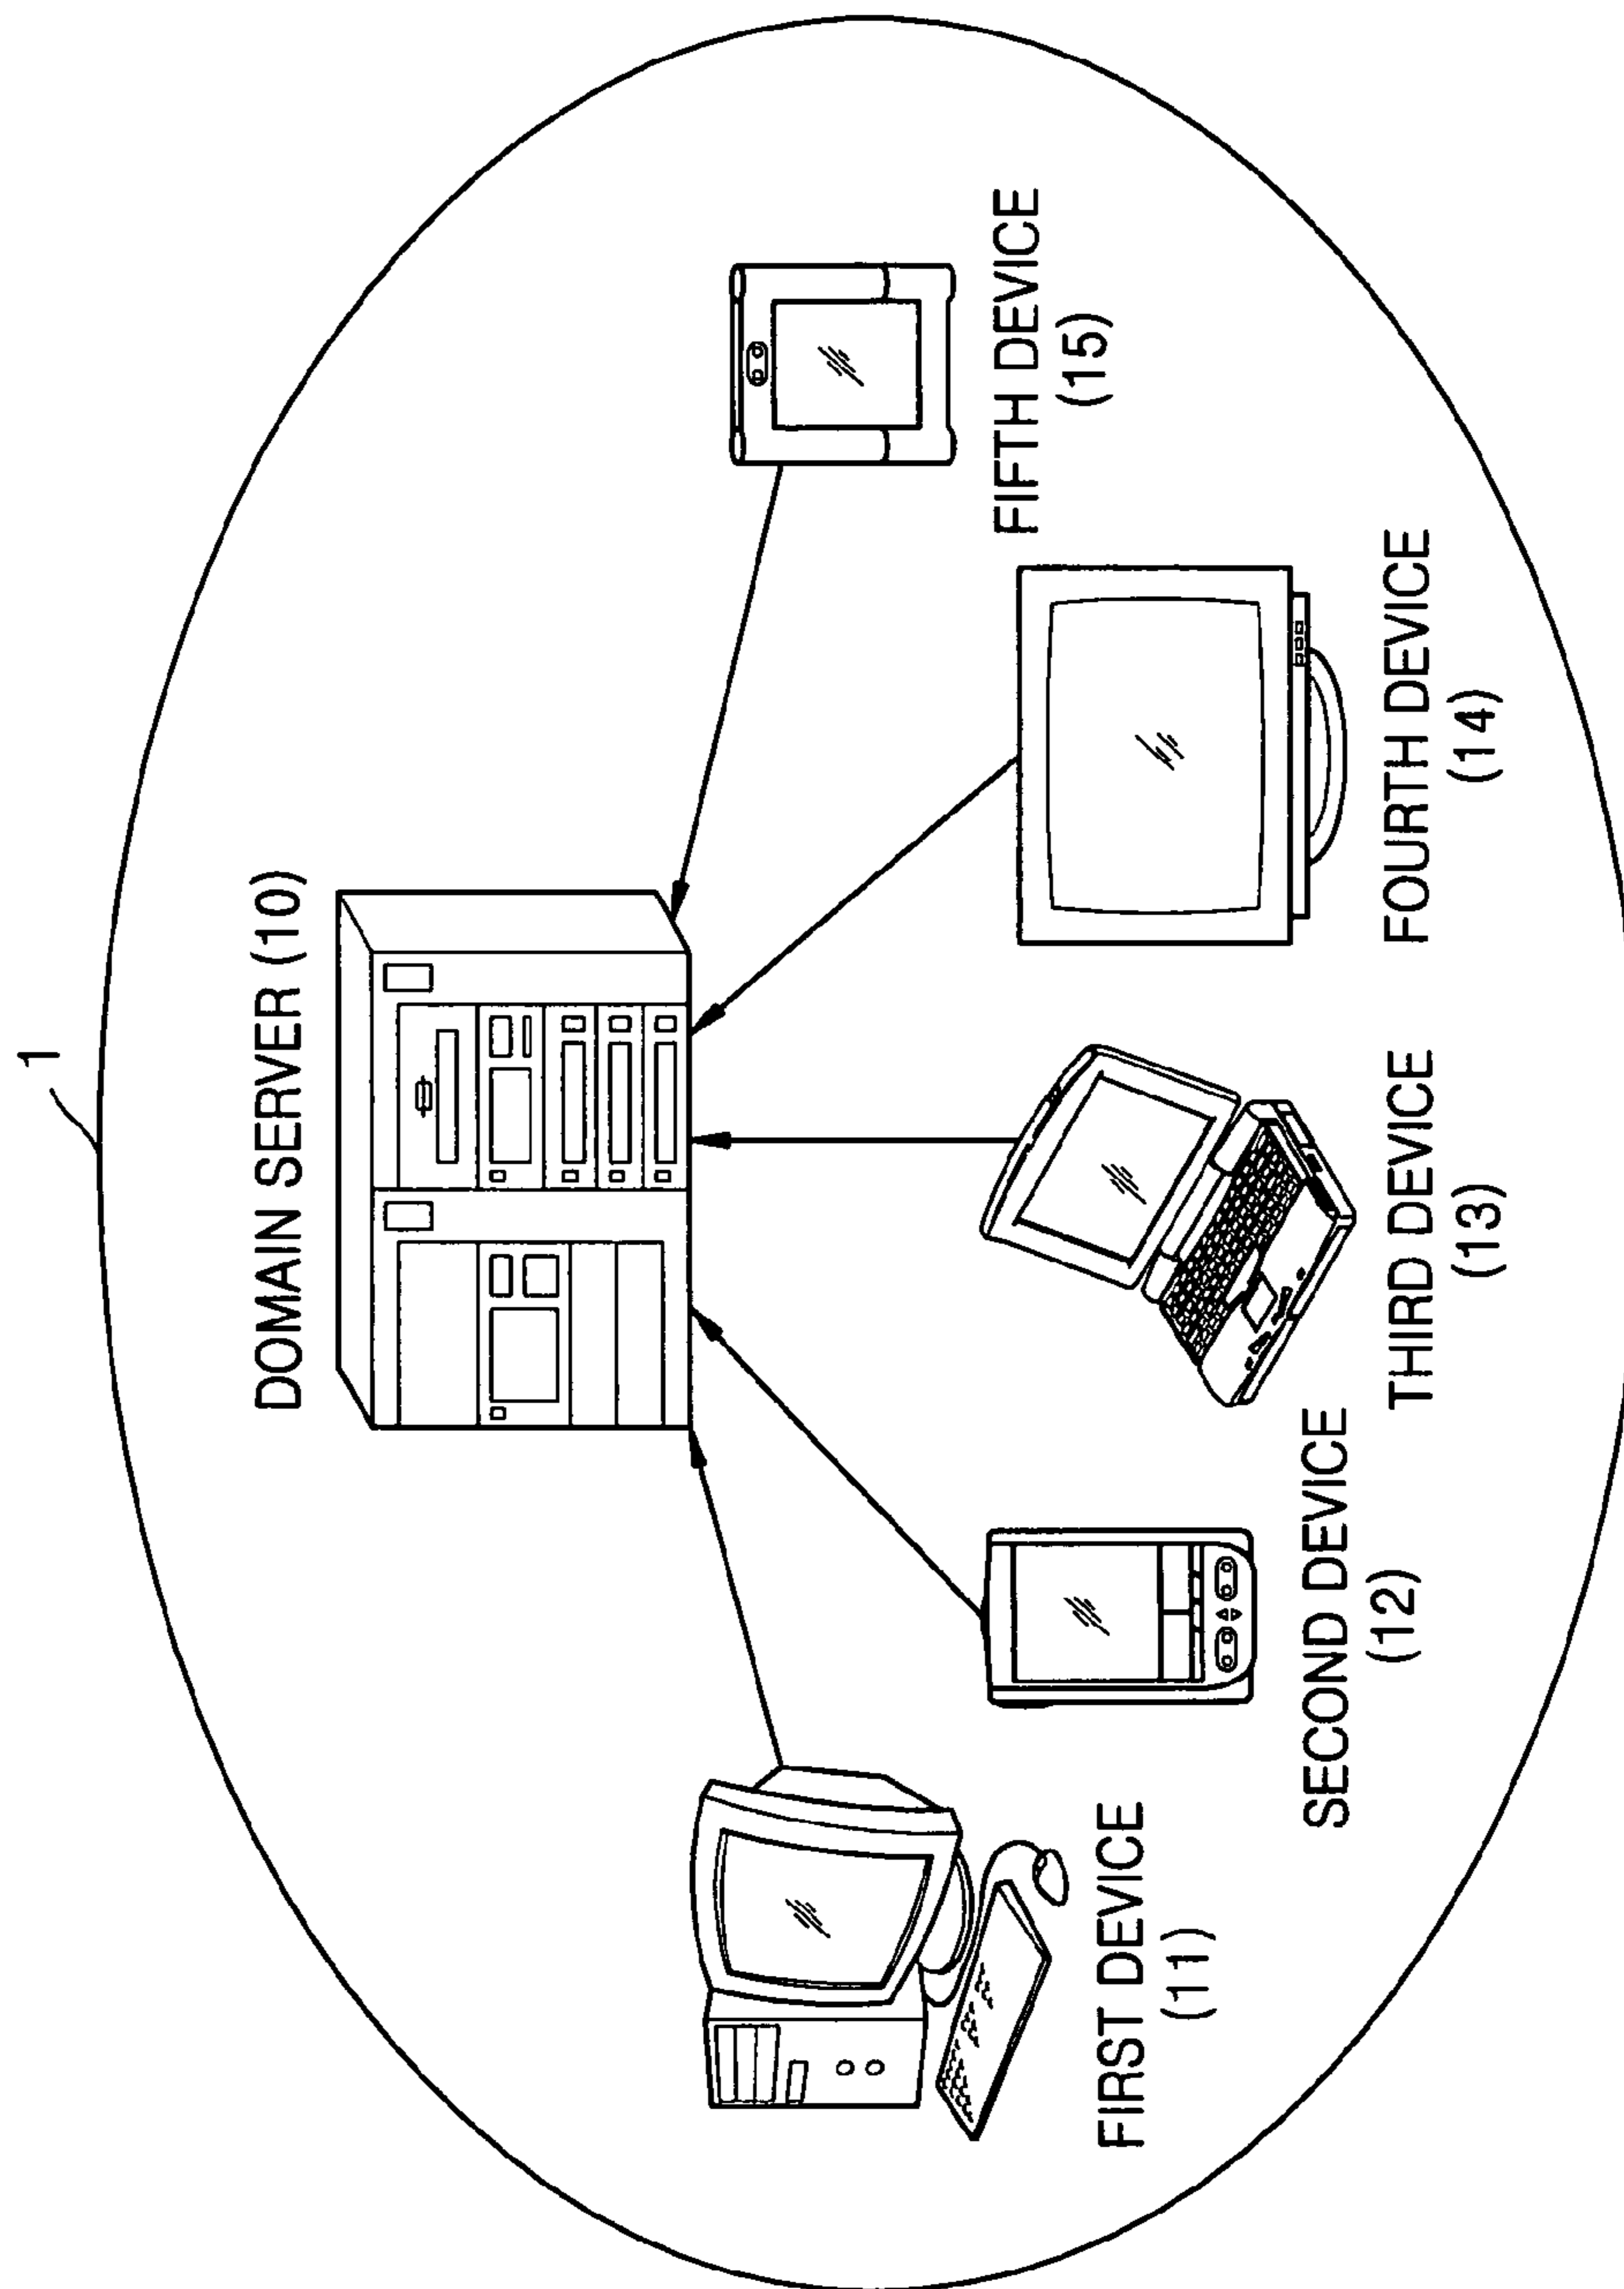 1
DOMAIN SERVER (10)
FIRST DEVICE
(11)
SECOND DEVICE
(12)
THIRD DEVICE
(13)
FOURTH DEVICE
(14)
FIFTH DEVICE
(15)